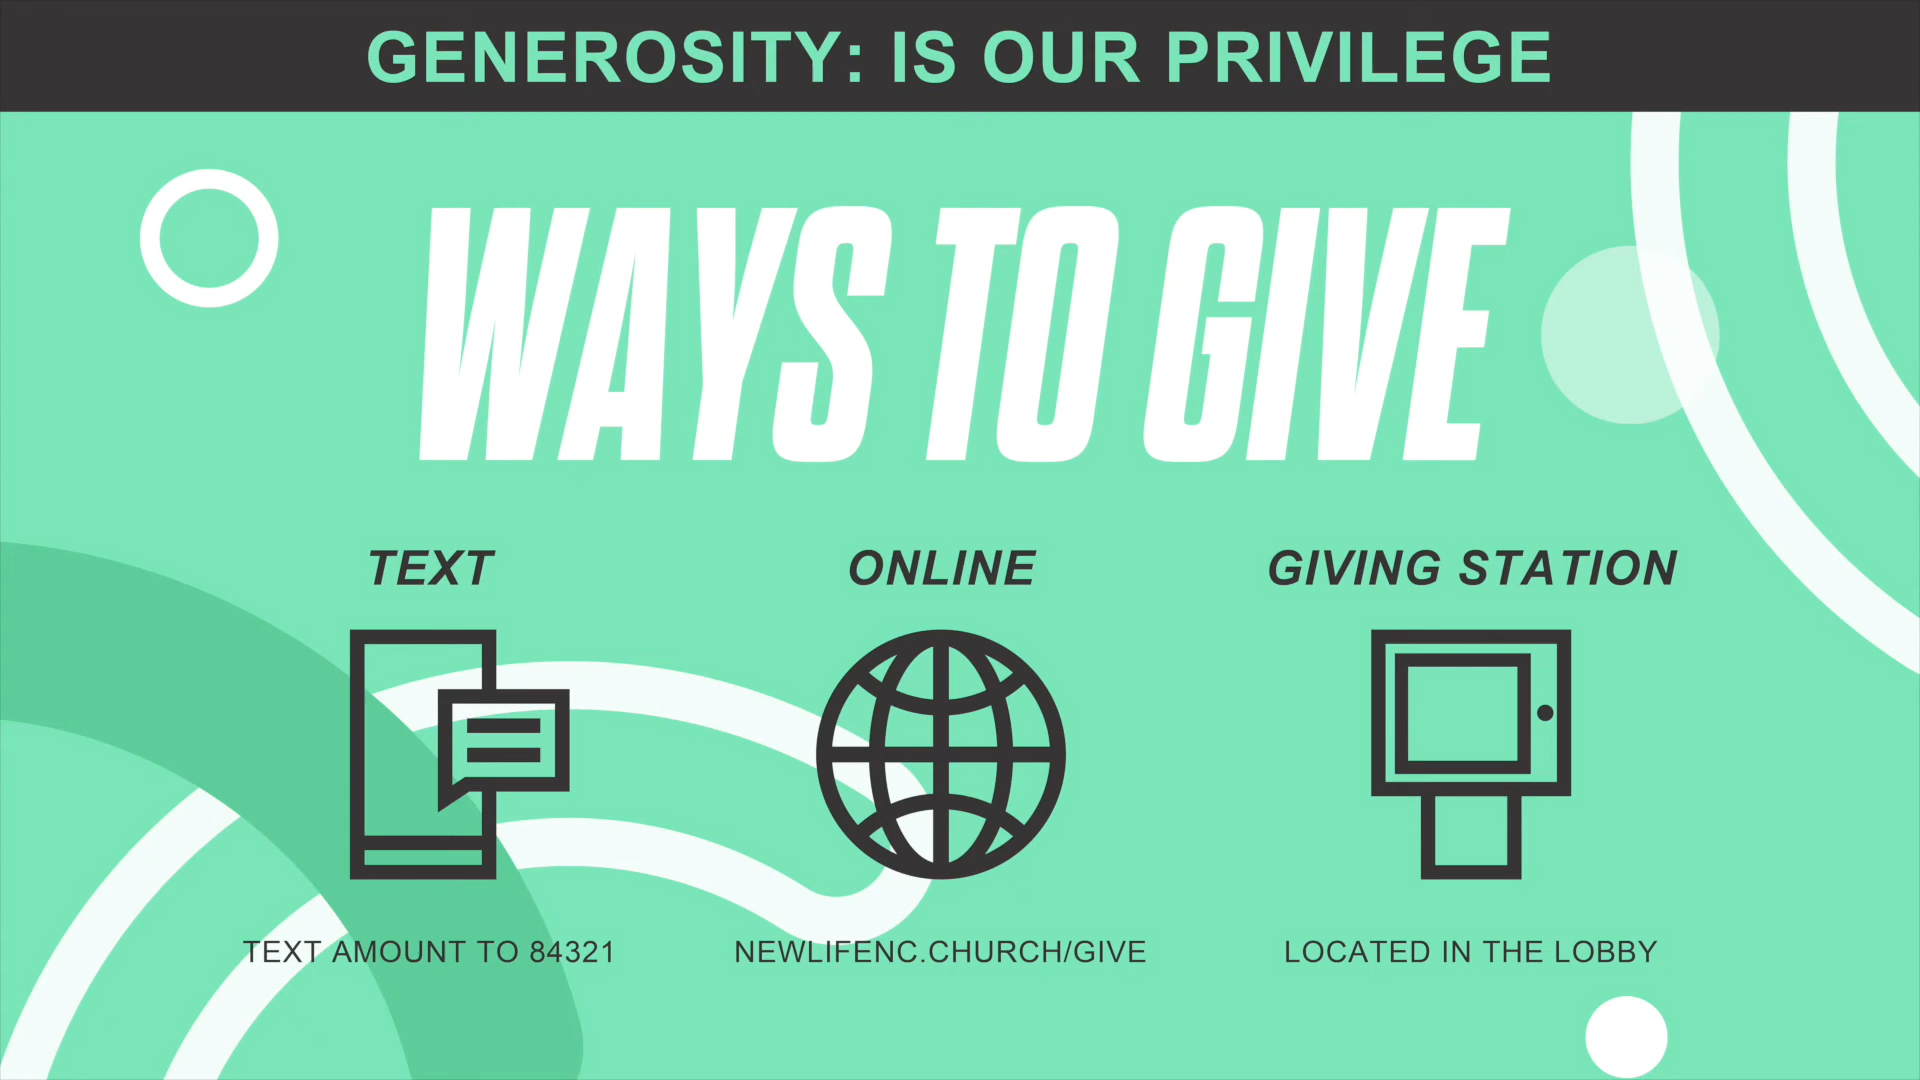 GENEROSITY: IS OUR PRIVILEGE
WAYS TO GIVE
TEXT
ONLINE
GIVING STATION
TEXT AMOUNT TO 84321
NEWLIFENC.CHURCH/GIVE
LOCATED IN THE LOBBY